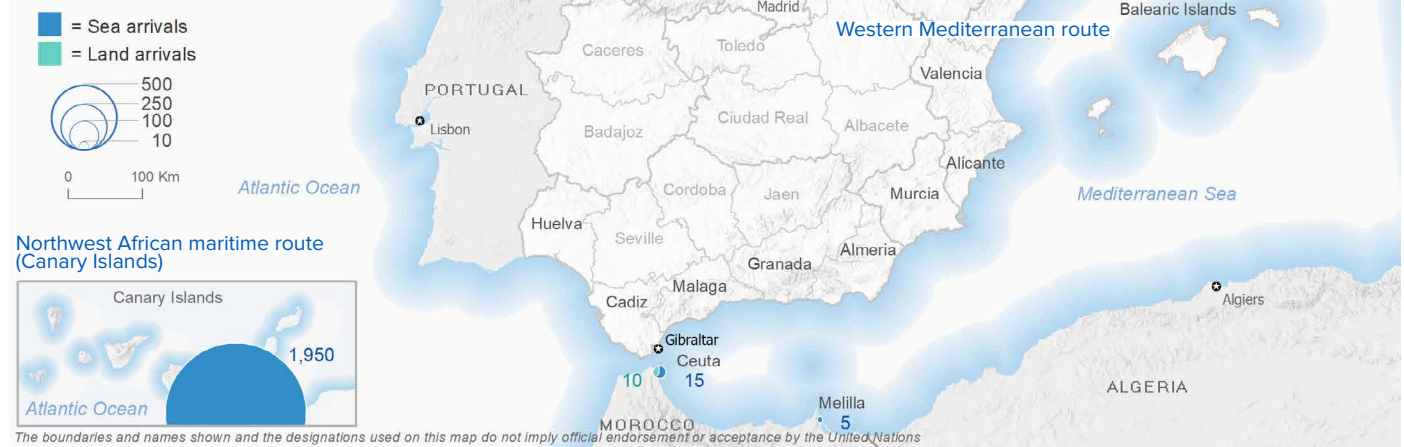 = Sea arrivals
= Land arrivals
500
250
100
10
0 100 Km
Atlantic Ocean
Northwest African maritime route
(Canary Islands)
Canary Islands
1,950
Atlantic Ocean
Madrid
Western Mediterranean route
Balearic Islands
Caceres
Toledo
Valencia
PORTUGAL
Lisbon
Badajoz
Ciudad Real
Albacete
Alicante
Cordoba
Jaen
Murcia
Mediterranean Sea
Huelva
Seville
Almeria
Granada
Malaga
Cadiz
Algiers
Gibraltar
Ceuta
10 15
ALGERIA
Melilla
5
MOROCCO
The boundaries and names shown and the designations used on this map do not imply official endorsement or acceptance by the United Nations